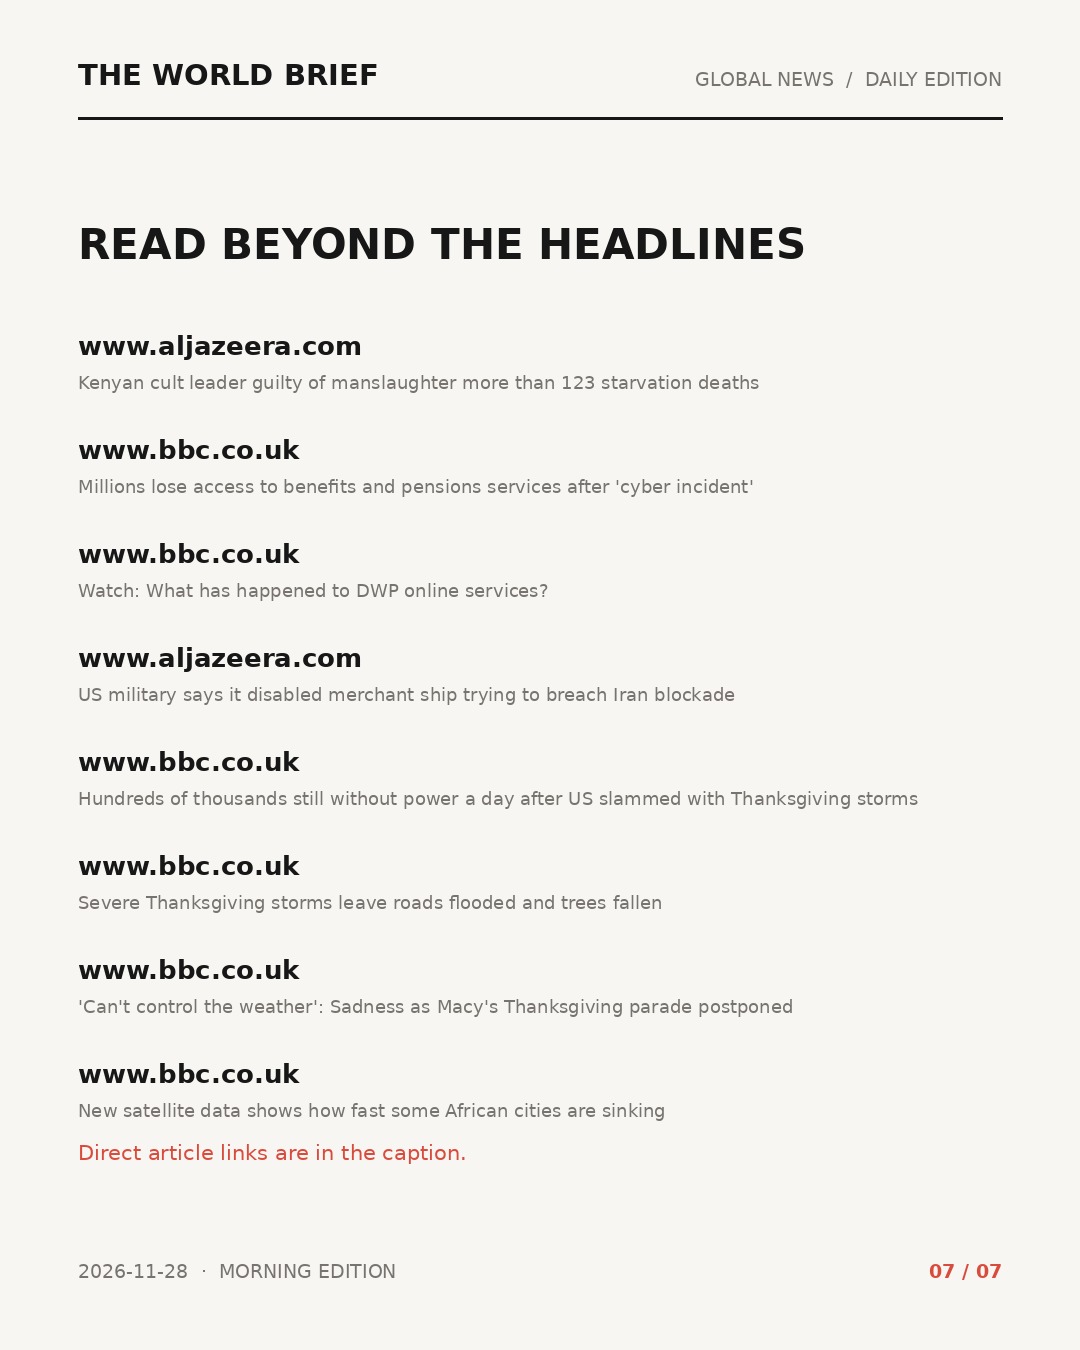 THE WORLD BRIEF
GLOBAL NEWS / DAILY EDITION
READ BEYOND THE HEADLINES
www.aljazeera.com
Kenyan cult leader guilty of manslaughter more than 123 starvation deaths
www.bbc.co.uk
Millions lose access to benefits and pensions services after 'cyber incident'
www.bbc.co.uk
Watch: What has happened to DWP online services?
www.aljazeera.com
US military says it disabled merchant ship trying to breach Iran blockade
www.bbc.co.uk
Hundreds of thousands still without power a day after US slammed with Thanksgiving storms
www.bbc.co.uk
Severe Thanksgiving storms leave roads flooded and trees fallen
www.bbc.co.uk
'Can't control the weather': Sadness as Macy's Thanksgiving parade postponed
www.bbc.co.uk
New satellite data shows how fast some African cities are sinking
Direct article links are in the caption.
2026-11-28 · MORNING EDITION
07 / 07